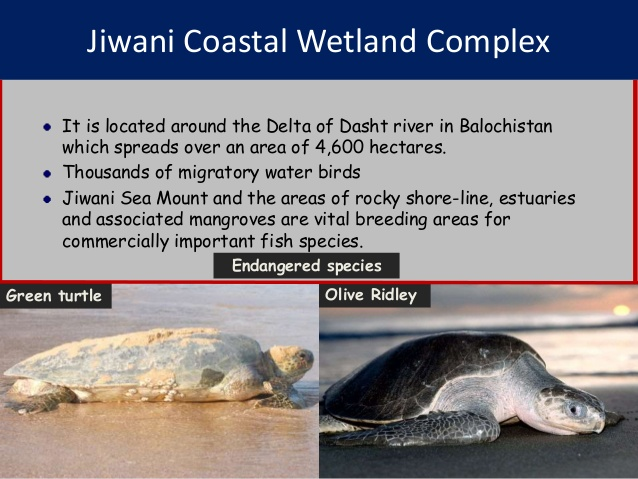 Jiwani Coastal Wetland Complex
It is located around the Delta of Dasht river in Balochistan
which spreads over an area of 4,600 hectares.
Thousands of migratory water birds
Jiwani Sea Mount and the areas of rocky shore-line, estuaries
and associated mangroves are vital breeding areas for
commercially important fish species.
Endangered species
Green turtle
Olive Ridley